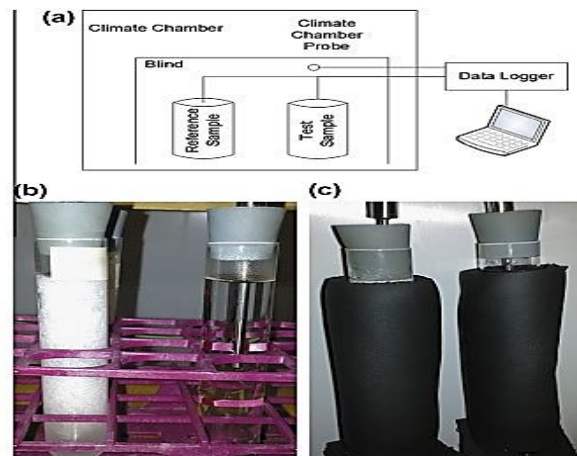 (a)
Climate Chamber
Climate
Chamber
Probe
Blind
Data Logger
Reference
Sample
Test
Sample
(b)
(c)